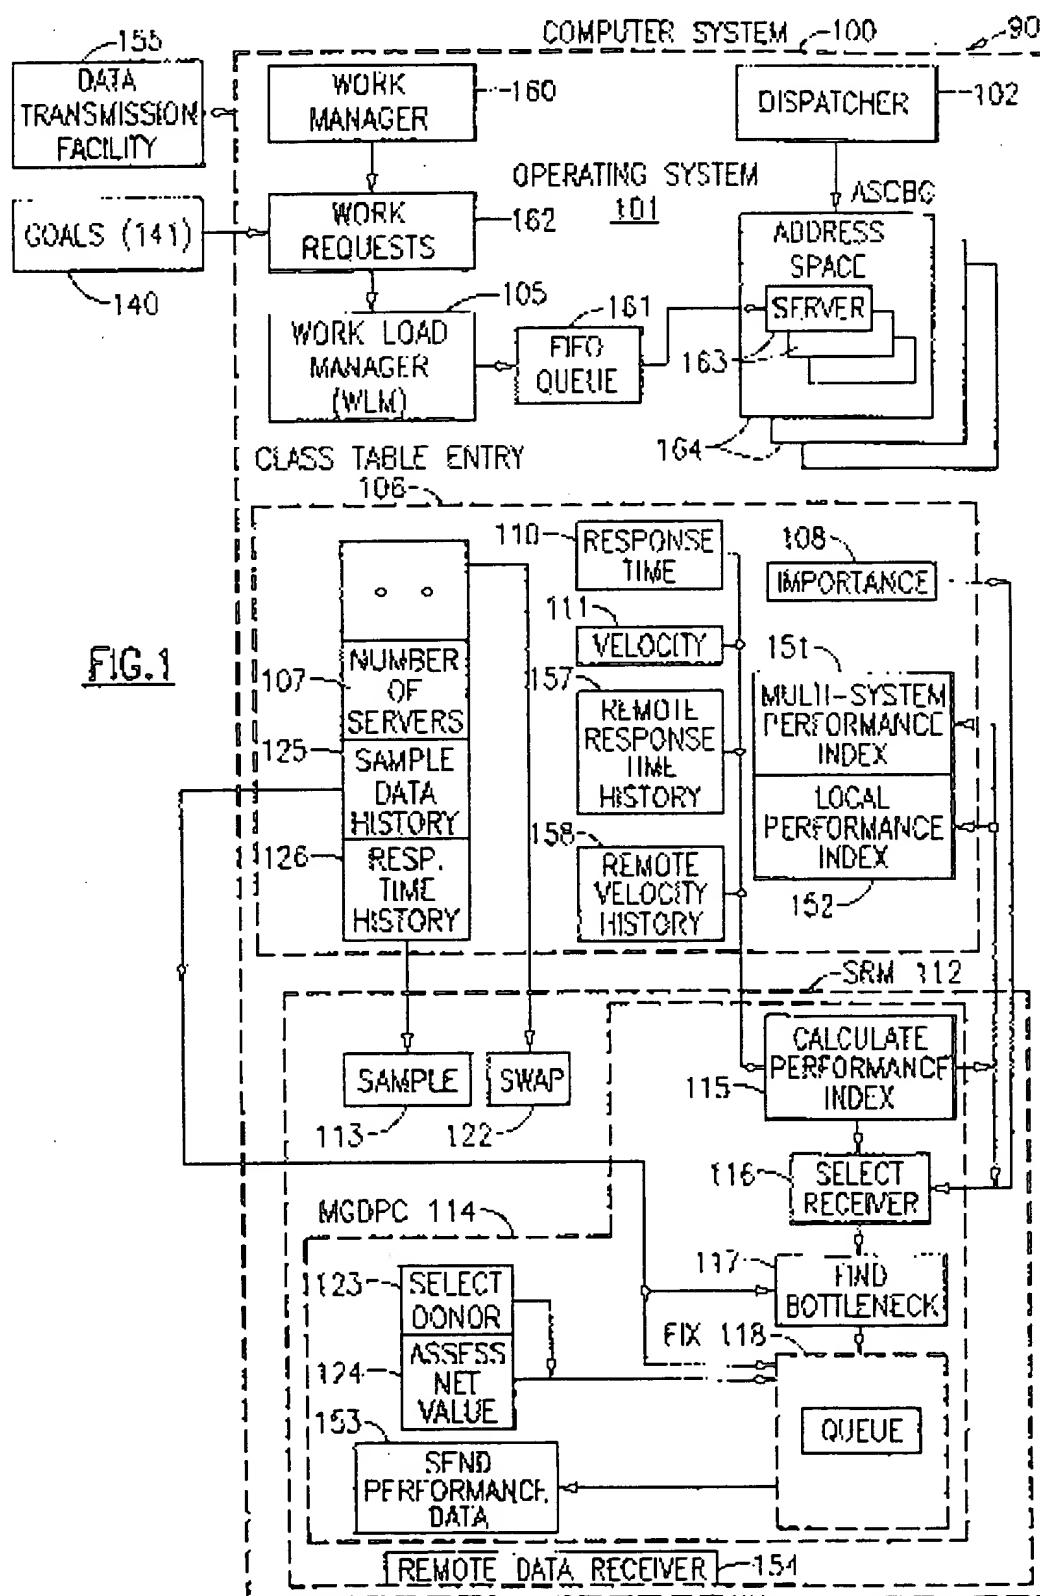 COMPUTER SYSTEM 100
90
155
DATA
TRANSMISSION
FACILITY
WORK
MANAGER
160
DISPATCHER
102
OPERATING SYSTEM
101
ASCBG
GOALS (141)
140
WORK
REQUESTS
162
ADDRESS
SPACE
SERVER
163
164
105
WORK LOAD
MANAGER
(WLM)
161
FIFO
QUEUE
CLASS TABLE ENTRY
106
110
RESPONSE
TIME
108
IMPORTANCE
111
VELOCITY
FIG.1
107
NUMBER
OF
SERVERS
157
REMOTE
RESPONSE
TIME
HISTORY
151
MULTI-SYSTEM
PERFORMANCE
INDEX
125
SAMPLE
DATA
HISTORY
LOCAL
PERFORMANCE
INDEX
152
126
RESP.
TIME
HISTORY
158
REMOTE
VELOCITY
HISTORY
SRM 112
SAMPLE
113
SWAP
122
CALCULATE
PERFORMANCE
INDEX
115
116
SELECT
RECEIVER
MGDPC 114
117
FIND
BOTTLENECK
123
SELECT
DONOR
FIX 118
124
ASSESS
NET
VALUE
QUEUE
153
SEND
PERFORMANCE
DATA
REMOTE DATA RECEIVER
154